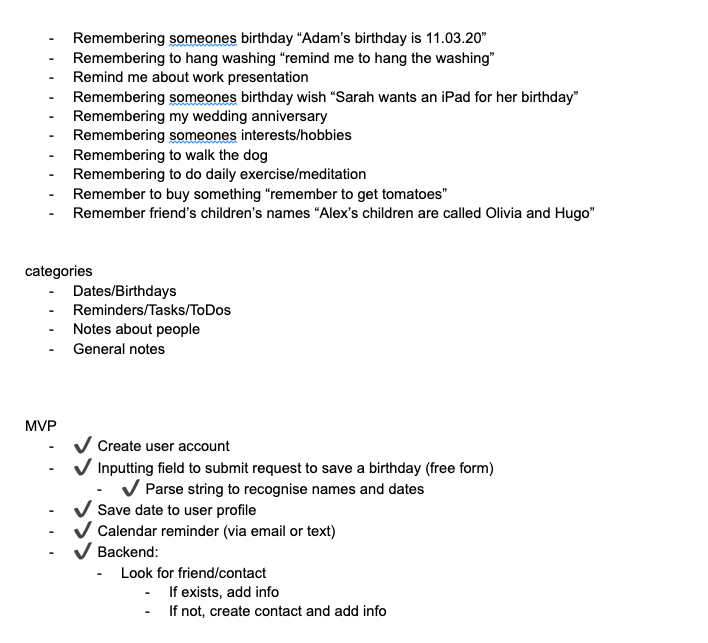 - Remembering someones birthday “Adam’s birthday is 11.03.20”
- Remembering to hang washing “remind me to hang the washing”
- Remind me about work presentation
- Remembering someones birthday wish “Sarah wants an iPad for her birthday”
- Remembering my wedding anniversary
- Remembering someones interests/hobbies
- Remembering to walk the dog
- Remembering to do daily exercise/meditation
- Remember to buy something “remember to get tomatoes”
- Remember friend’s children’s names “Alex’s children are called Olivia and Hugo”
categories
- Dates/Birthdays
- Reminders/Tasks/ToDos
- Notes about people
- General notes
MVP
- ✔ Create user account
- ✔ Inputting field to submit request to save a birthday (free form)
- ✔ Parse string to recognise names and dates
- ✔ Save date to user profile
- ✔ Calendar reminder (via email or text)
- ✔ Backend:
- Look for friend/contact
- If exists, add info
- If not, create contact and add info